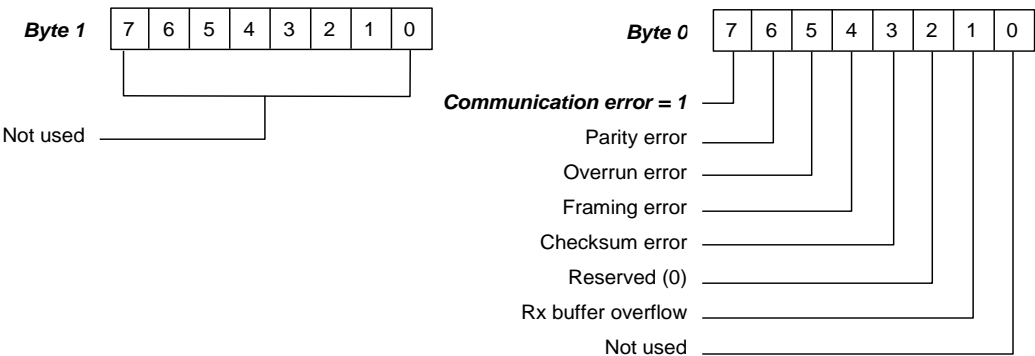 Byte 1 7 6 5 4 3 2 1 0
Not used
Byte 0 7 6 5 4 3 2 1 0
Communication error = 1
Parity error
Overrun error
Framing error
Checksum error
Reserved (0)
Rx buffer overflow
Not used